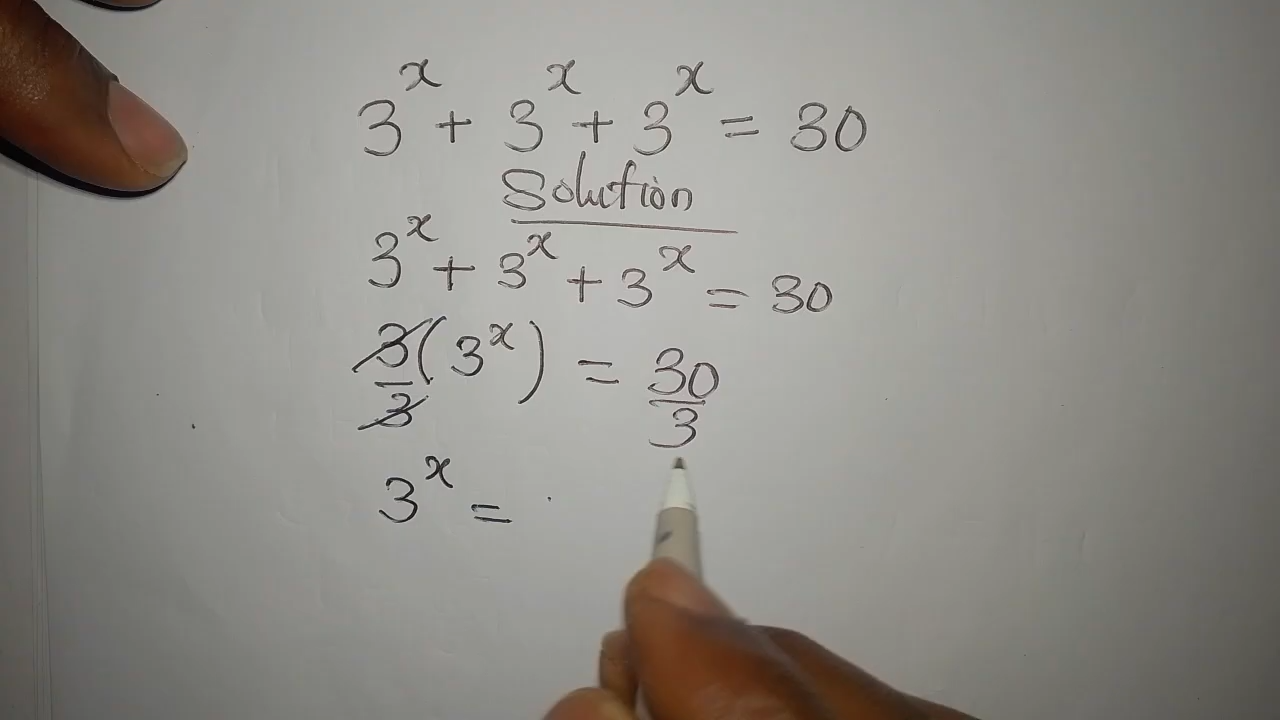 3^x + 3^x + 3^x = 30
Solution
3^x + 3^x + 3^x = 30
3(3^x)/3 = 30/3
3^x =